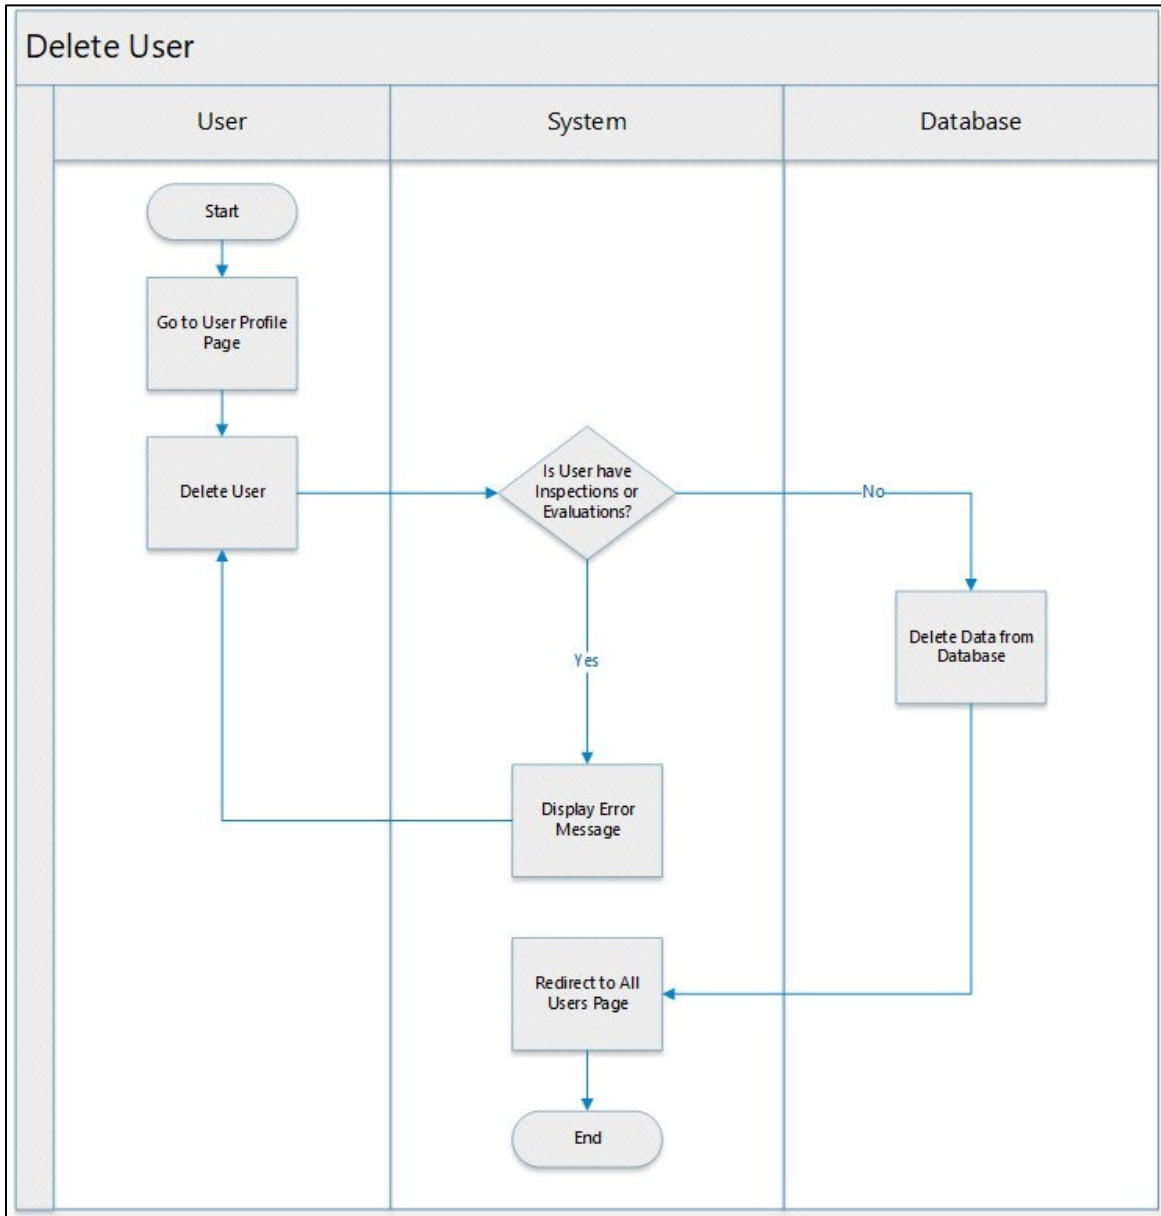 Delete User
User
System
Database
Start
Go to User Profile
Page
Delete User
Is User have
Inspections or
Evaluations?
No
Delete Data from
Database
Yes
Display Error
Message
Redirect to All
Users Page
End